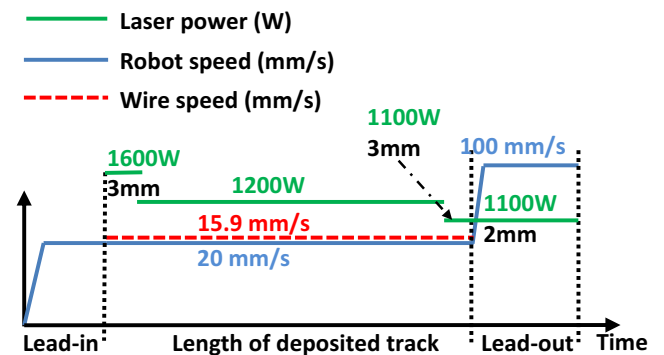 Laser power (W)
Robot speed (mm/s)
Wire speed (mm/s)
1100W
3mm
100 mm/s
1600W
3mm
1200W
1100W
2mm
15.9 mm/s
20 mm/s
Lead-in
Length of deposited track
Lead-out
Time